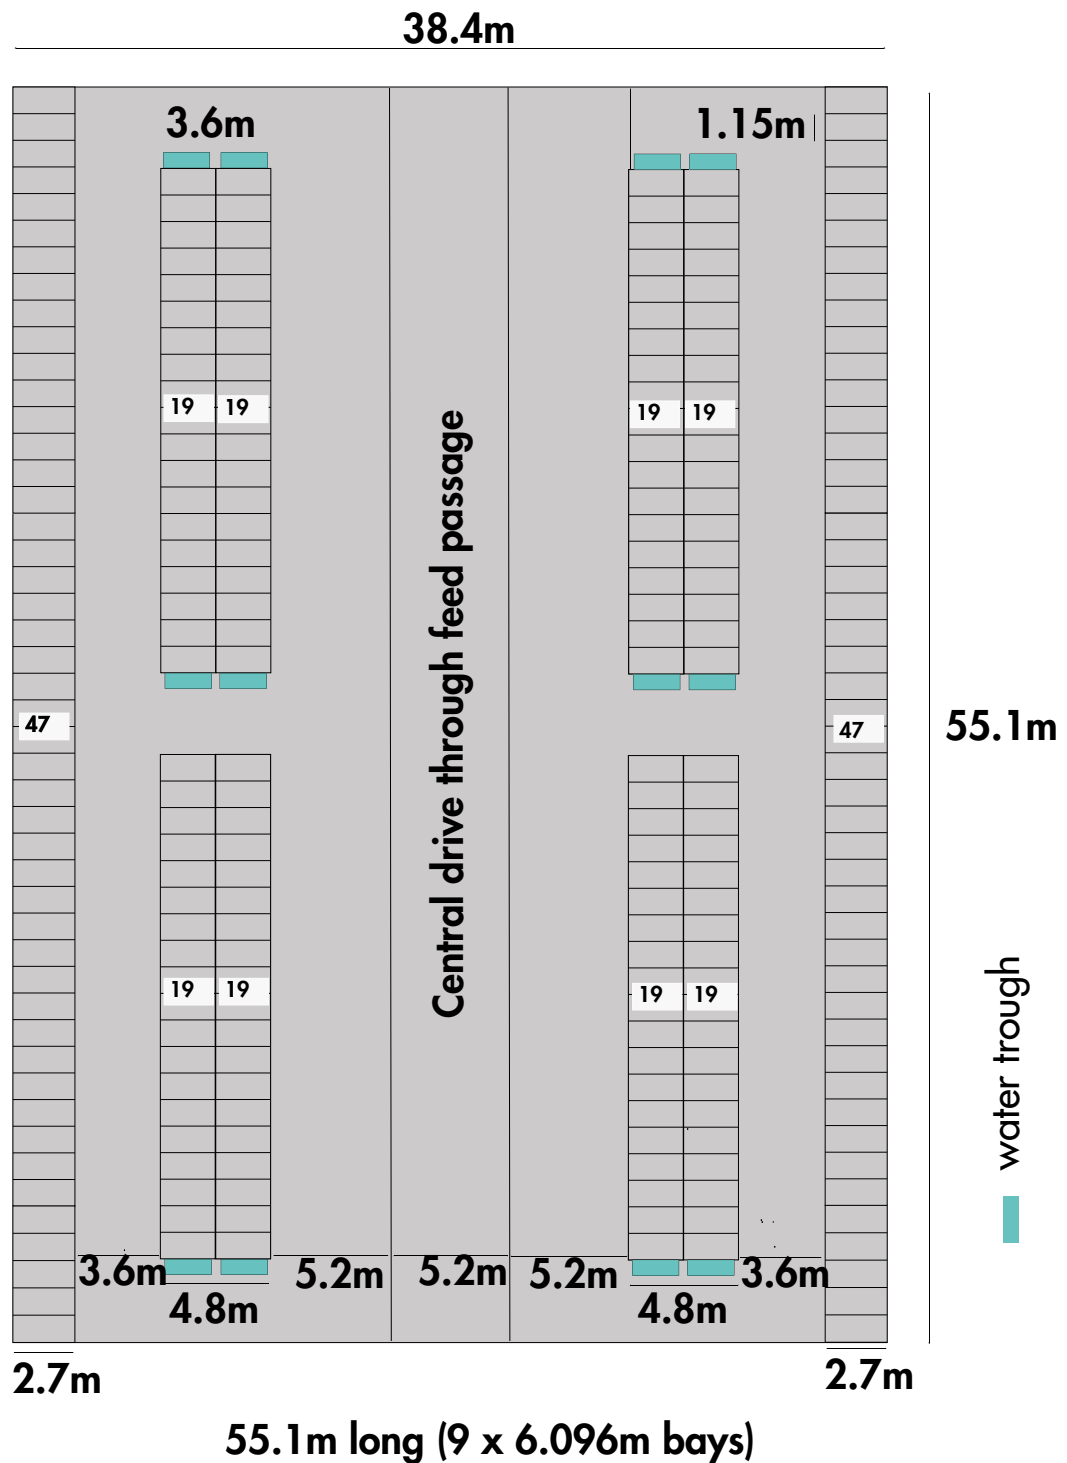 38.4m
3.6m
1.15m
19 19
19 19
Central drive through feed passage
47
47
55.1m
19 19
19 19
water trough
3.6m
5.2m
5.2m
5.2m
3.6m
4.8m
4.8m
2.7m
2.7m
55.1m long (9 x 6.096m bays)